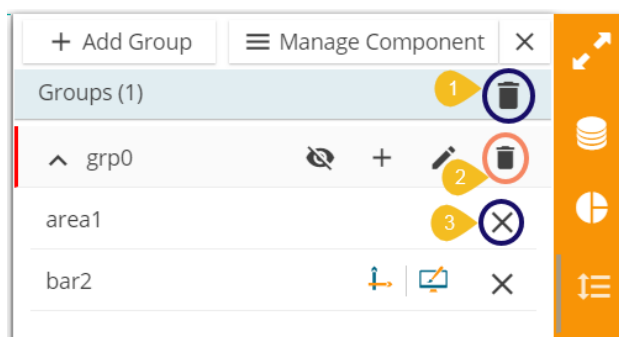 + Add Group Manage Component
Groups (1) 1
grp0
2
area1 3
bar2